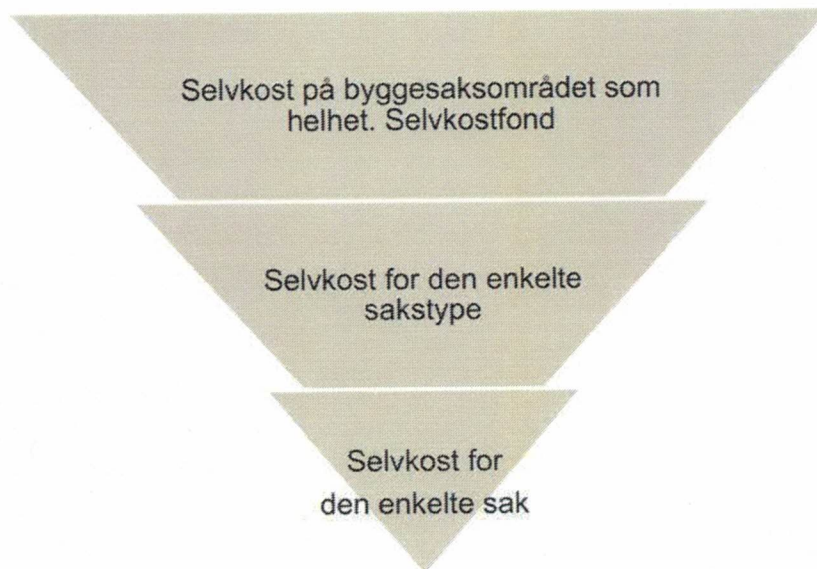 Selvkost på byggesaksområdet som
helhet. Selvkostfond
Selvkost for den enkelte
sakstype
Selvkost for
den enkelte sak